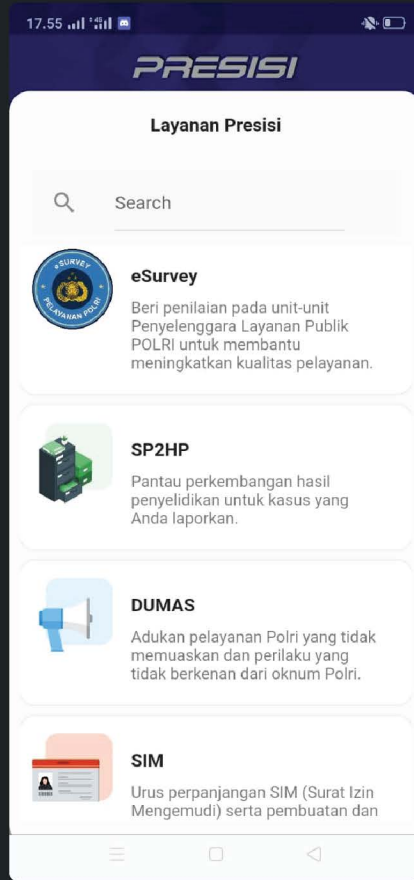 17.55
PRESISI
Layanan Presisi
Search
eSURVEY
PELAYANAN POLRI
eSurvey
Beri penilaian pada unit-unit
Penyelenggara Layanan Publik
POLRI untuk membantu
meningkatkan kualitas pelayanan.
SP2HP
Pantau perkembangan hasil
penyelidikan untuk kasus yang
Anda laporkan.
DUMAS
Adukan pelayanan Polri yang tidak
memuaskan dan perilaku yang
tidak berkenan dari oknum Polri.
SIM
Urus perpanjangan SIM (Surat Izin
Mengemudi) serta pembuatan dan